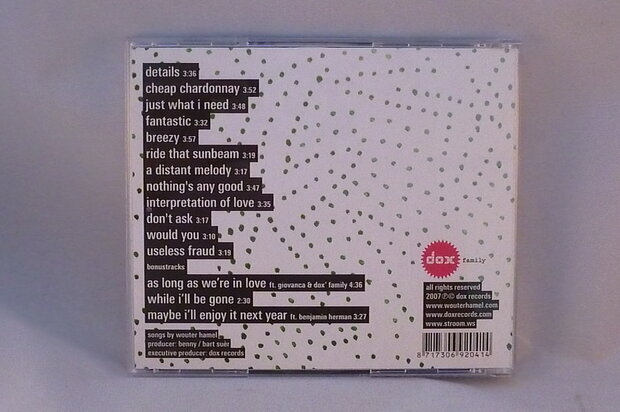 details 3:36
cheap chardonnay 3:52
just what i need 3:48
fantastic 3:32
breezy 3:57
ride that sunbeam 3:19
a distant melody 3:17
nothing's any good 3:47
interpretation of love 3:35
don't ask 3:17
would you 3:10
useless fraud 3:19
bonustracks
as long as we're in love ft. giovanca & dox' family 4:36
while i'll be gone 2:30
maybe i'll enjoy it next year ft. benjamin herman 3:27
songs by wouter hamel
producer: benny / bart suèr
executive producer: dox records
dox family
all rights reserved
2007 ℗© dox records
www.wouterhamel.com
www.doxrecords.com
www.stroom.ws
8 717306 920414